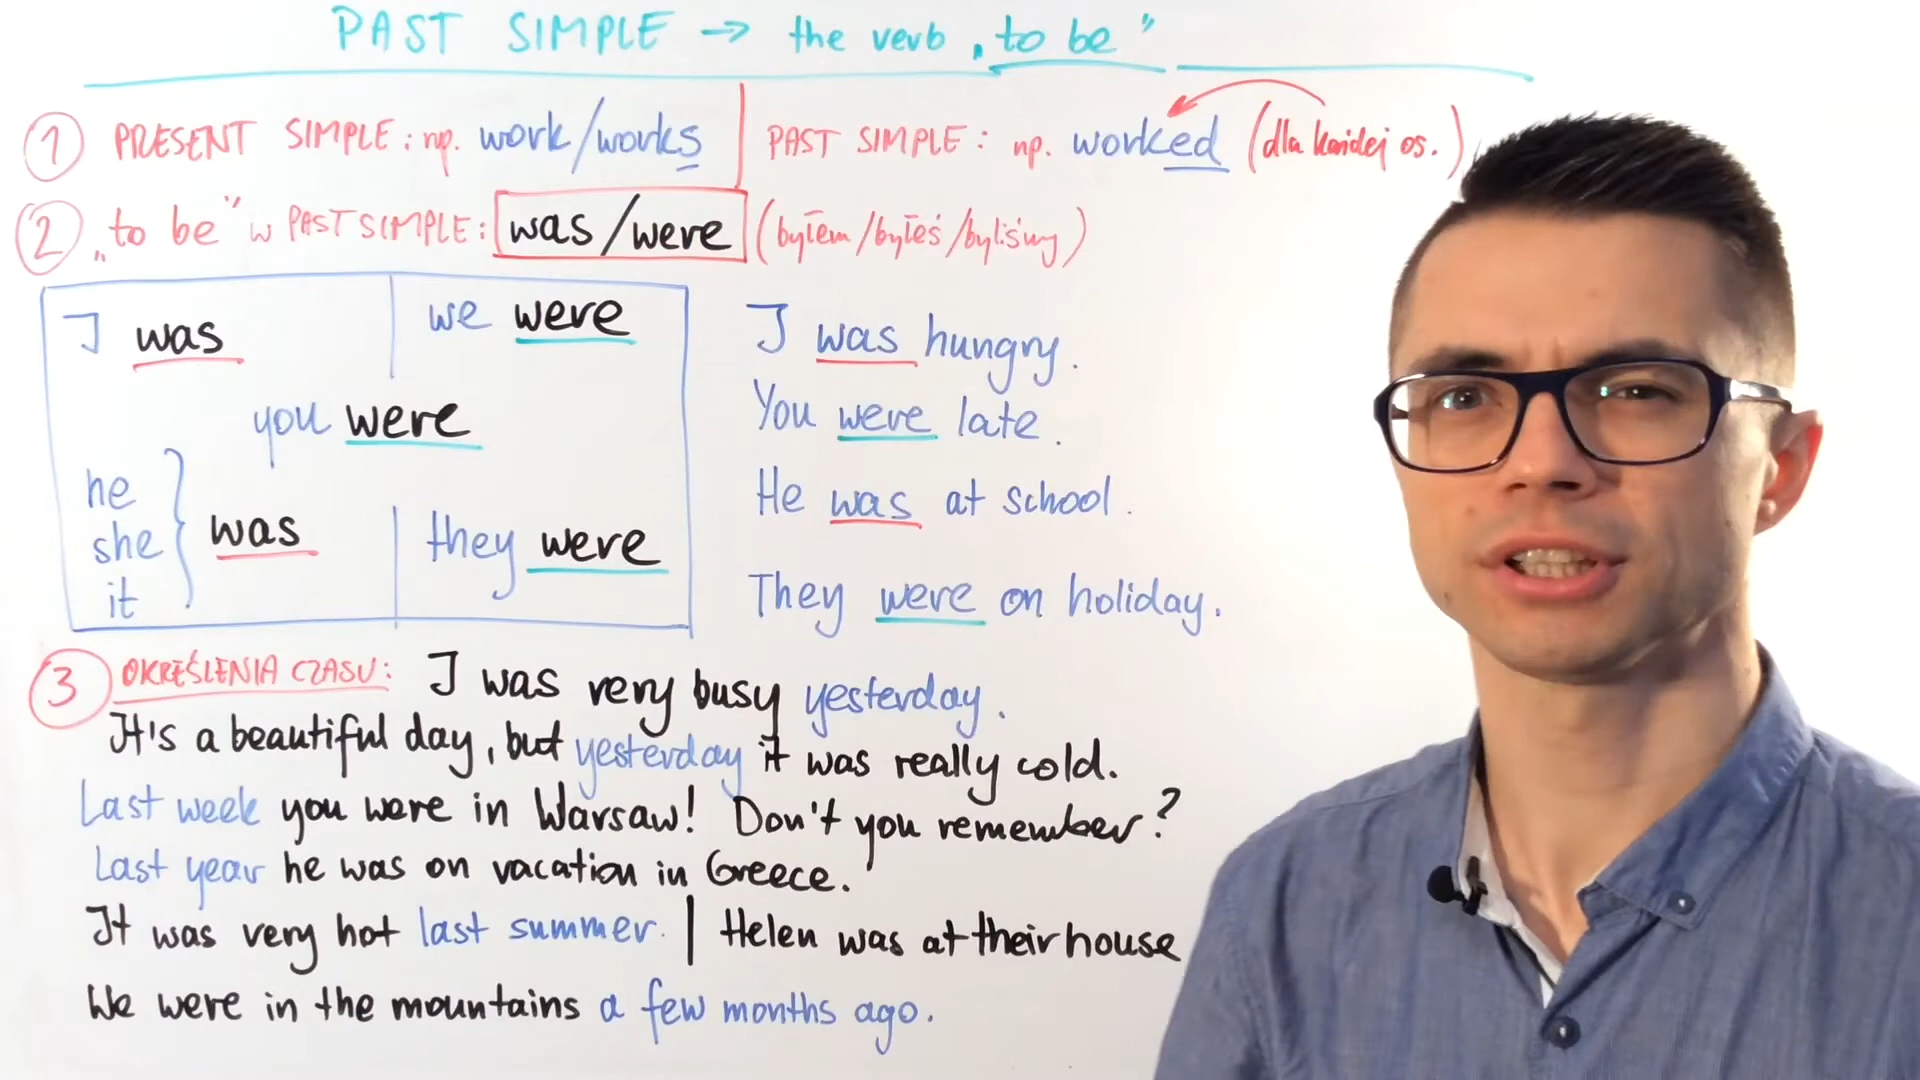 PAST SIMPLE → the verb „to be”
1 PRESENT SIMPLE: np. work/works | PAST SIMPLE: np. worked (dla każdej os.)
2 „to be” w PAST SIMPLE: was/were (byłem/byłeś/byliśmy)
I was
we were
you were
he
she
it
was
they were
I was hungry.
You were late.
He was at school.
They were on holiday.
3 OKREŚLENIA CZASU: I was very busy yesterday.
It's a beautiful day, but yesterday it was really cold.
Last week you were in Warsaw! Don't you remember?
Last year he was on vacation in Greece.
It was very hot last summer. | Helen was at their house
We were in the mountains a few months ago.